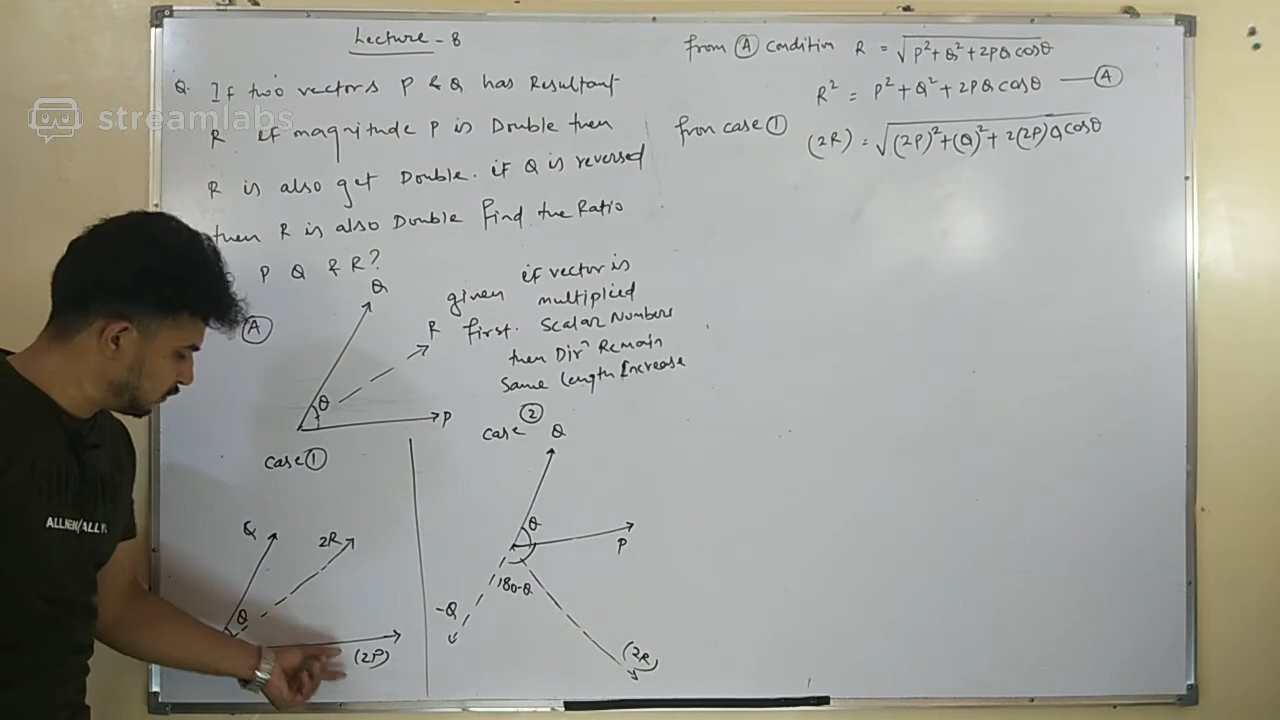 Lecture - 8
Q. If two vectors P & Q has Resultant
R if magnitude P is Double then
R is also get Double. if Q is reversed
then R is also Double Find the Ratio
P Q & R?
streamlabs
from A condition R = √P²+Q²+2PQ cosθ
R² = P²+Q²+2PQ cosθ — A
from case 1 (2R) = √(2P)²+(Q)²+2(2P)Q cosθ
A
Q
R
θ
P
given
first.
if vector is
multiplied
Scalar Numbers
then Dirⁿ Remain
Same length Increase
case 1
Q
2R
θ
(2P)
case 2
Q
θ
P
180-θ
-Q
(2R)
ALLNEW/ALLY